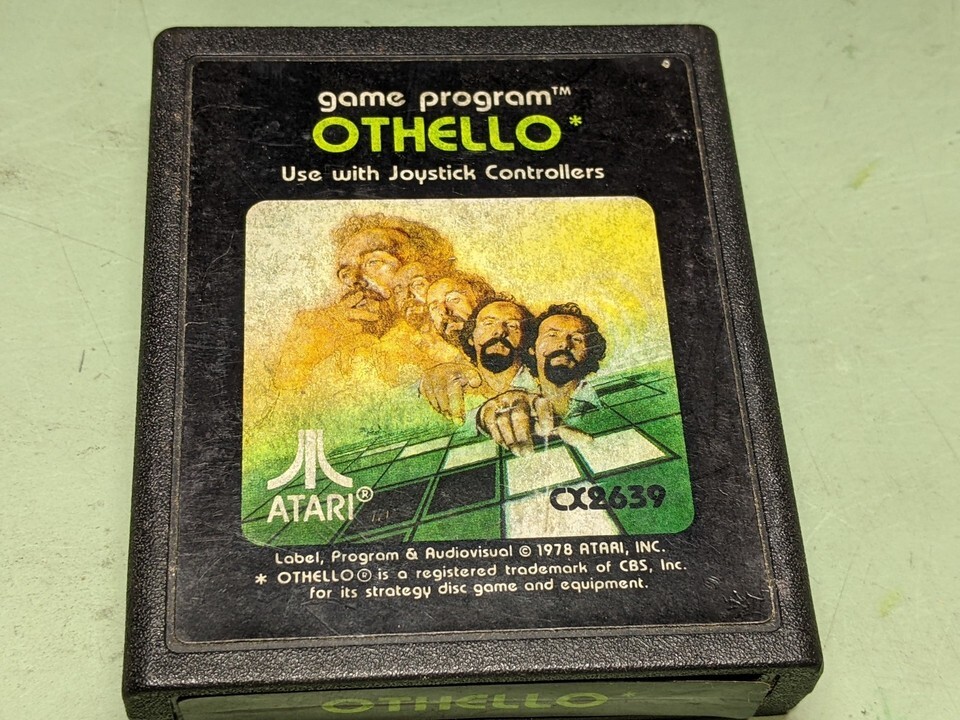 game program™
OTHELLO*
Use with Joystick Controllers
ATARI®
CX2639
Label, Program & Audiovisual © 1978 ATARI, INC.
* OTHELLO® is a registered trademark of CBS, Inc.
for its strategy disc game and equipment.
OTHELLO*